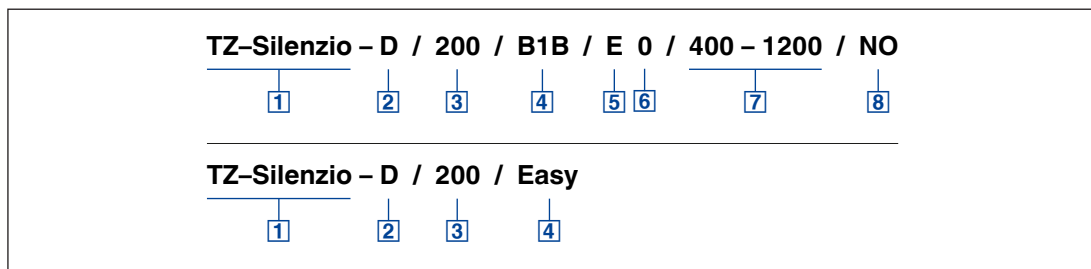 TZ–Silenzio – D / 200 / B1B / E 0 / 400 – 1200 / NO
1 2 3 4 5 6 7 8
TZ–Silenzio – D / 200 / Easy
1 2 3 4